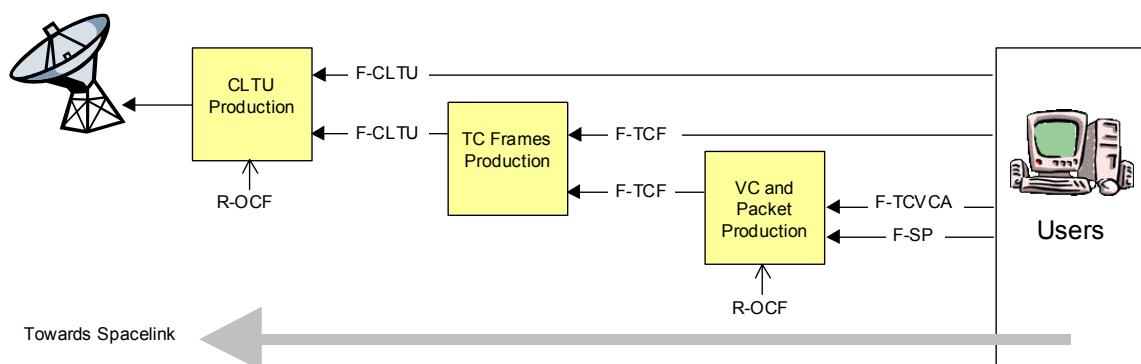 CLTU
Production
F-CLTU
F-CLTU
R-OCF
TC Frames
Production
F-TCF
F-TCF
VC and
Packet
Production
F-TCVCA
F-SP
R-OCF
Users
Towards Spacelink